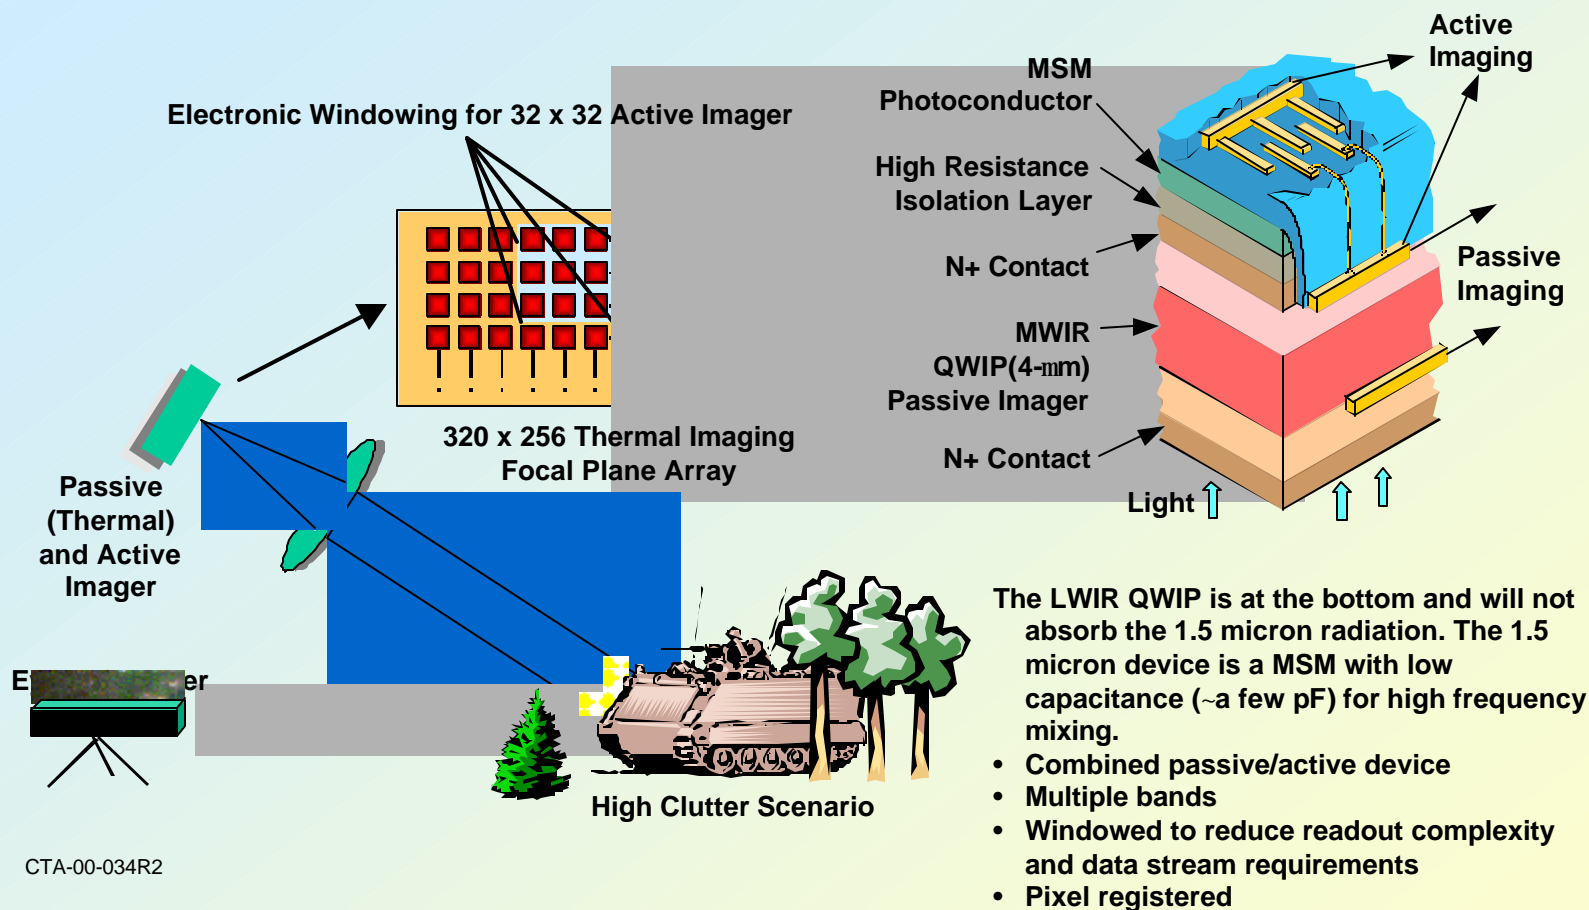 Electronic Windowing for 32 x 32 Active Imager
320 x 256 Thermal Imaging
Focal Plane Array
Passive
(Thermal)
and Active
Imager
High Clutter Scenario
CTA-00-034R2
Active
Imaging
MSM
Photoconductor
High Resistance
Isolation Layer
N+ Contact
Passive
Imaging
MWIR
QWIP(4-mm)
Passive Imager
N+ Contact
Light
The LWIR QWIP is at the bottom and will not
absorb the 1.5 micron radiation. The 1.5
micron device is a MSM with low
capacitance (~a few pF) for high frequency
mixing.
• Combined passive/active device
• Multiple bands
• Windowed to reduce readout complexity
and data stream requirements
• Pixel registered